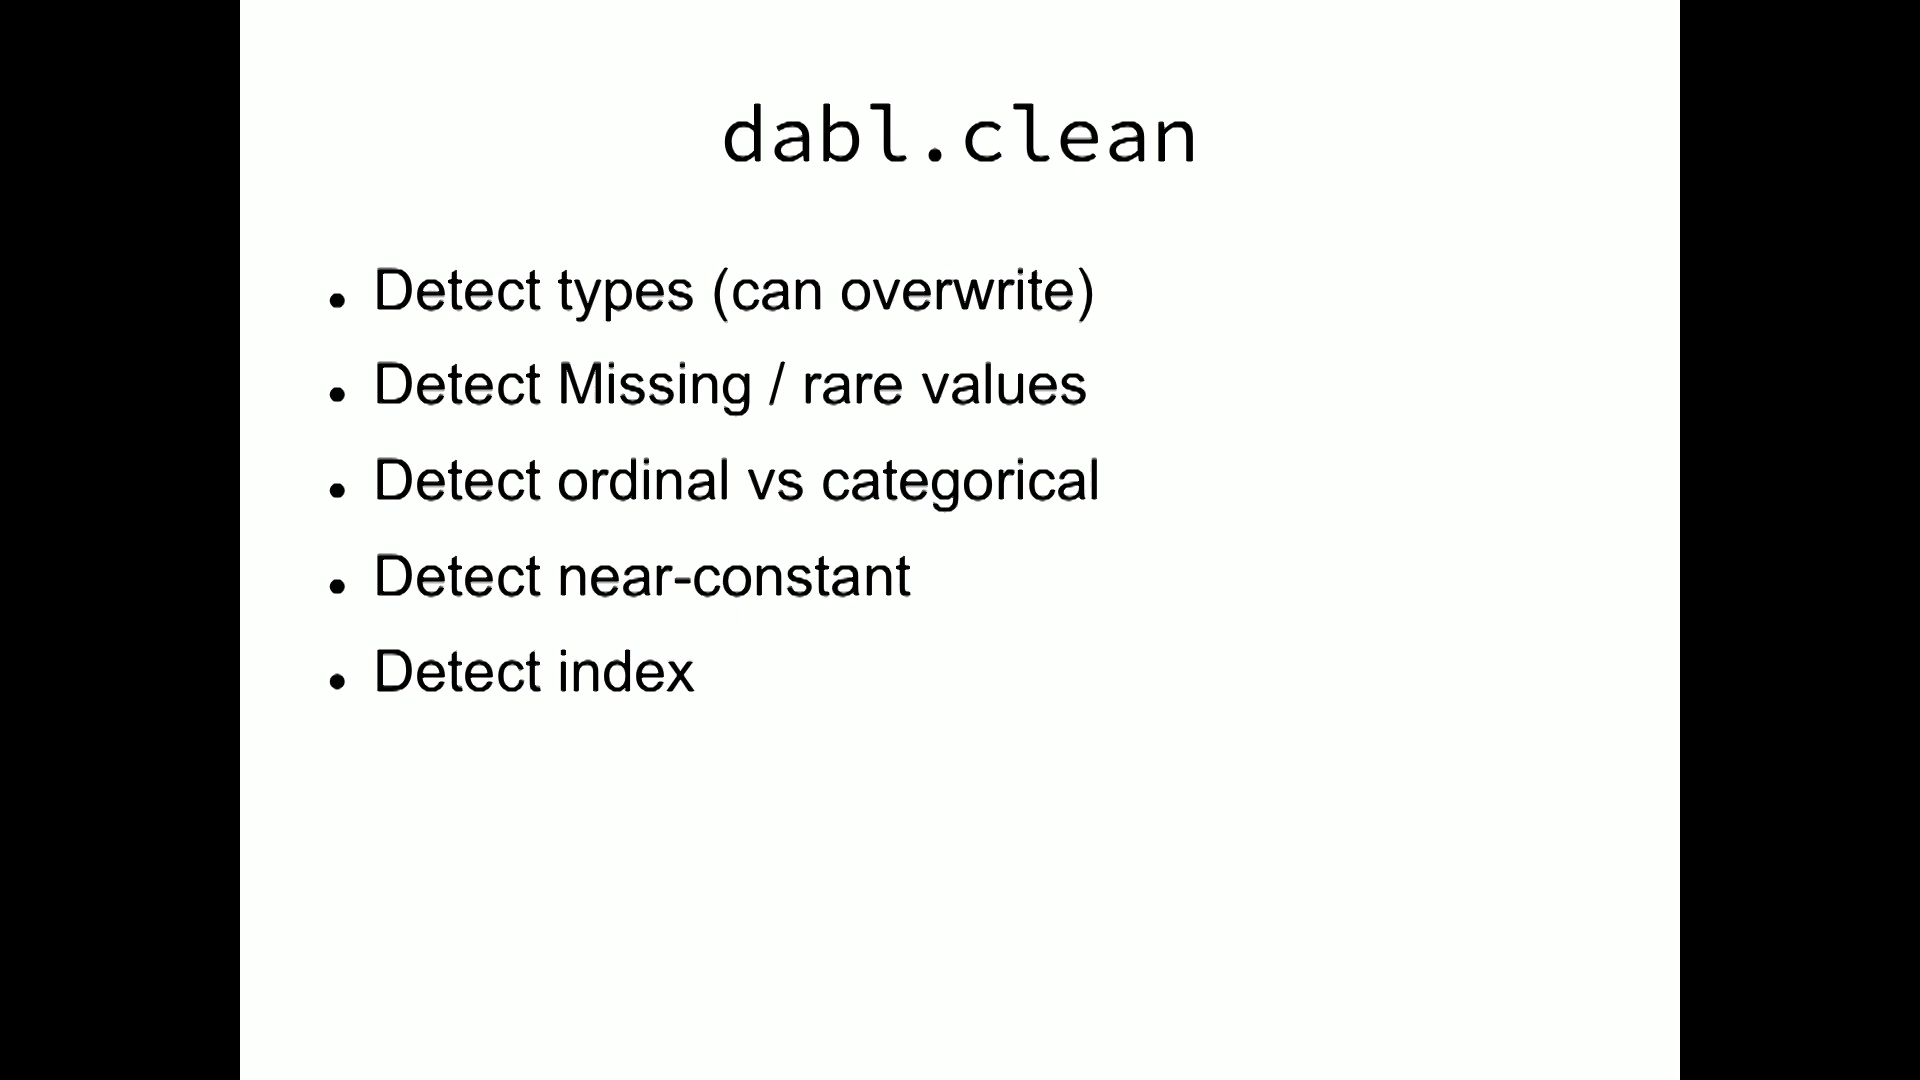 dabl.clean
● Detect types (can overwrite)
● Detect Missing / rare values
● Detect ordinal vs categorical
● Detect near-constant
● Detect index